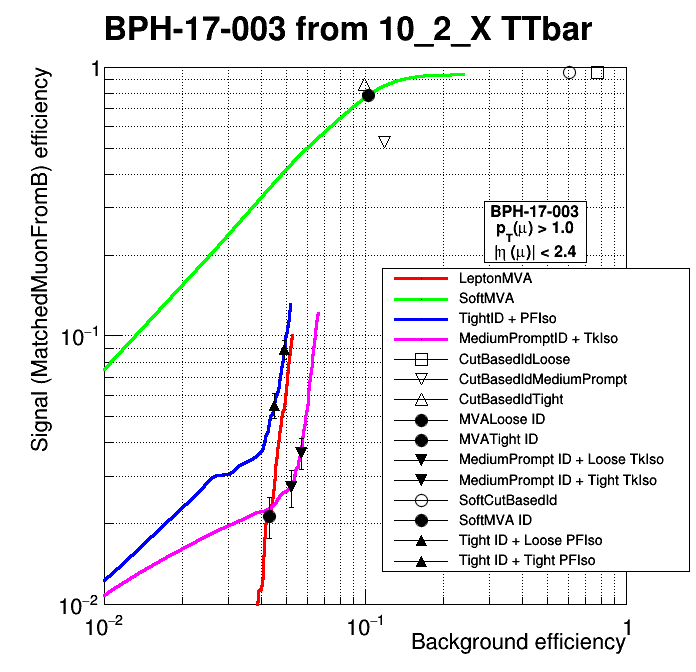 BPH-17-003 from 10_2_X TTbar
Signal (MatchedMuonFromB) efficiency
1
10⁻¹
10⁻²
BPH-17-003
p_T(μ) > 1.0
|η (μ)| < 2.4
LeptonMVA
SoftMVA
TightID + PFIso
MediumPromptID + TkIso
CutBasedIdLoose
CutBasedIdMediumPrompt
CutBasedIdTight
MVALoose ID
MVATight ID
MediumPrompt ID + Loose TkIso
MediumPrompt ID + Tight TkIso
SoftCutBasedId
SoftMVA ID
Tight ID + Loose PFIso
Tight ID + Tight PFIso
10⁻² 10⁻¹ 1
Background efficiency